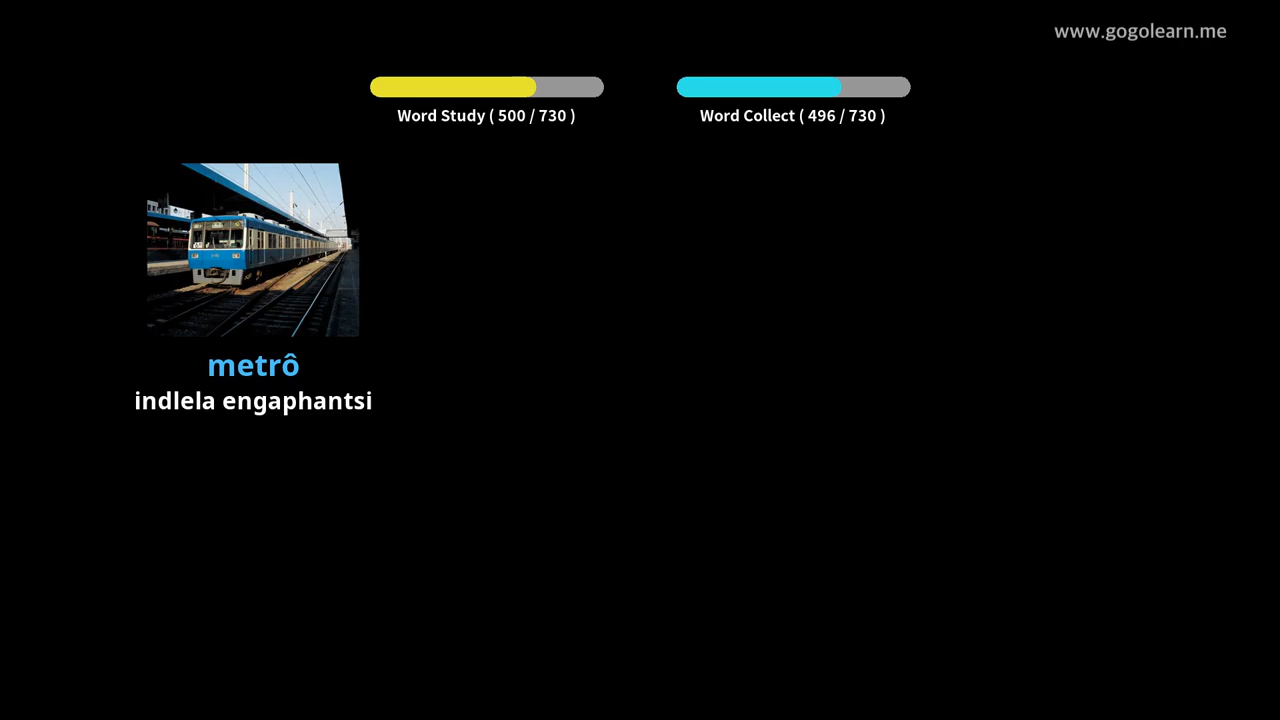 www.gogolearn.me
Word Study ( 500 / 730 )
Word Collect ( 496 / 730 )
metrô
indlela engaphantsi